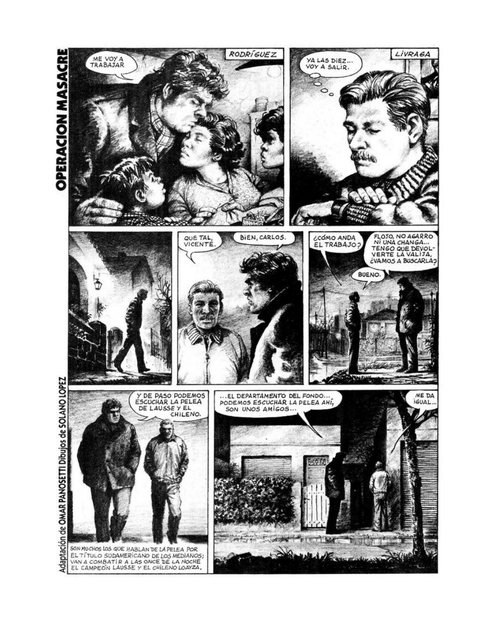 OPERACION MASACRE
Adaptación de OMAR PANOSETTI Dibujos de SOLANO LOPEZ
ME VOY A
TRABAJAR
RODRÍGUEZ
YA LAS DIEZ...
VOY A SALIR.
LIVRAGA
QUE TAL,
VICENTE.
BIEN, CARLOS.
¿CÓMO ANDA
EL TRABAJO?
FLOJO, NO AGARRO
NI UNA CHANGA...
TENGO QUE DEVOL-
VERTE LA VALIJA,
¿VAMOS A BUSCARLA?
BUENO.
Y DE PASO PODEMOS
ESCUCHAR LA PELEA
DE LAUSSE Y EL
CHILENO.
SON MUCHOS LOS QUE HABLAN DE LA PELEA POR
EL TÍTULO SUDAMERICANO DE LOS MEDIANOS;
VAN A COMBATIR A LAS ONCE DE LA NOCHE
EL CAMPEÓN LAUSSE Y EL CHILENO LOAYZA.
...EL DEPARTAMENTO DEL FONDO...
PODEMOS ESCUCHAR LA PELEA AHÍ,
SON UNOS AMIGOS...
ME DA
IGUAL...